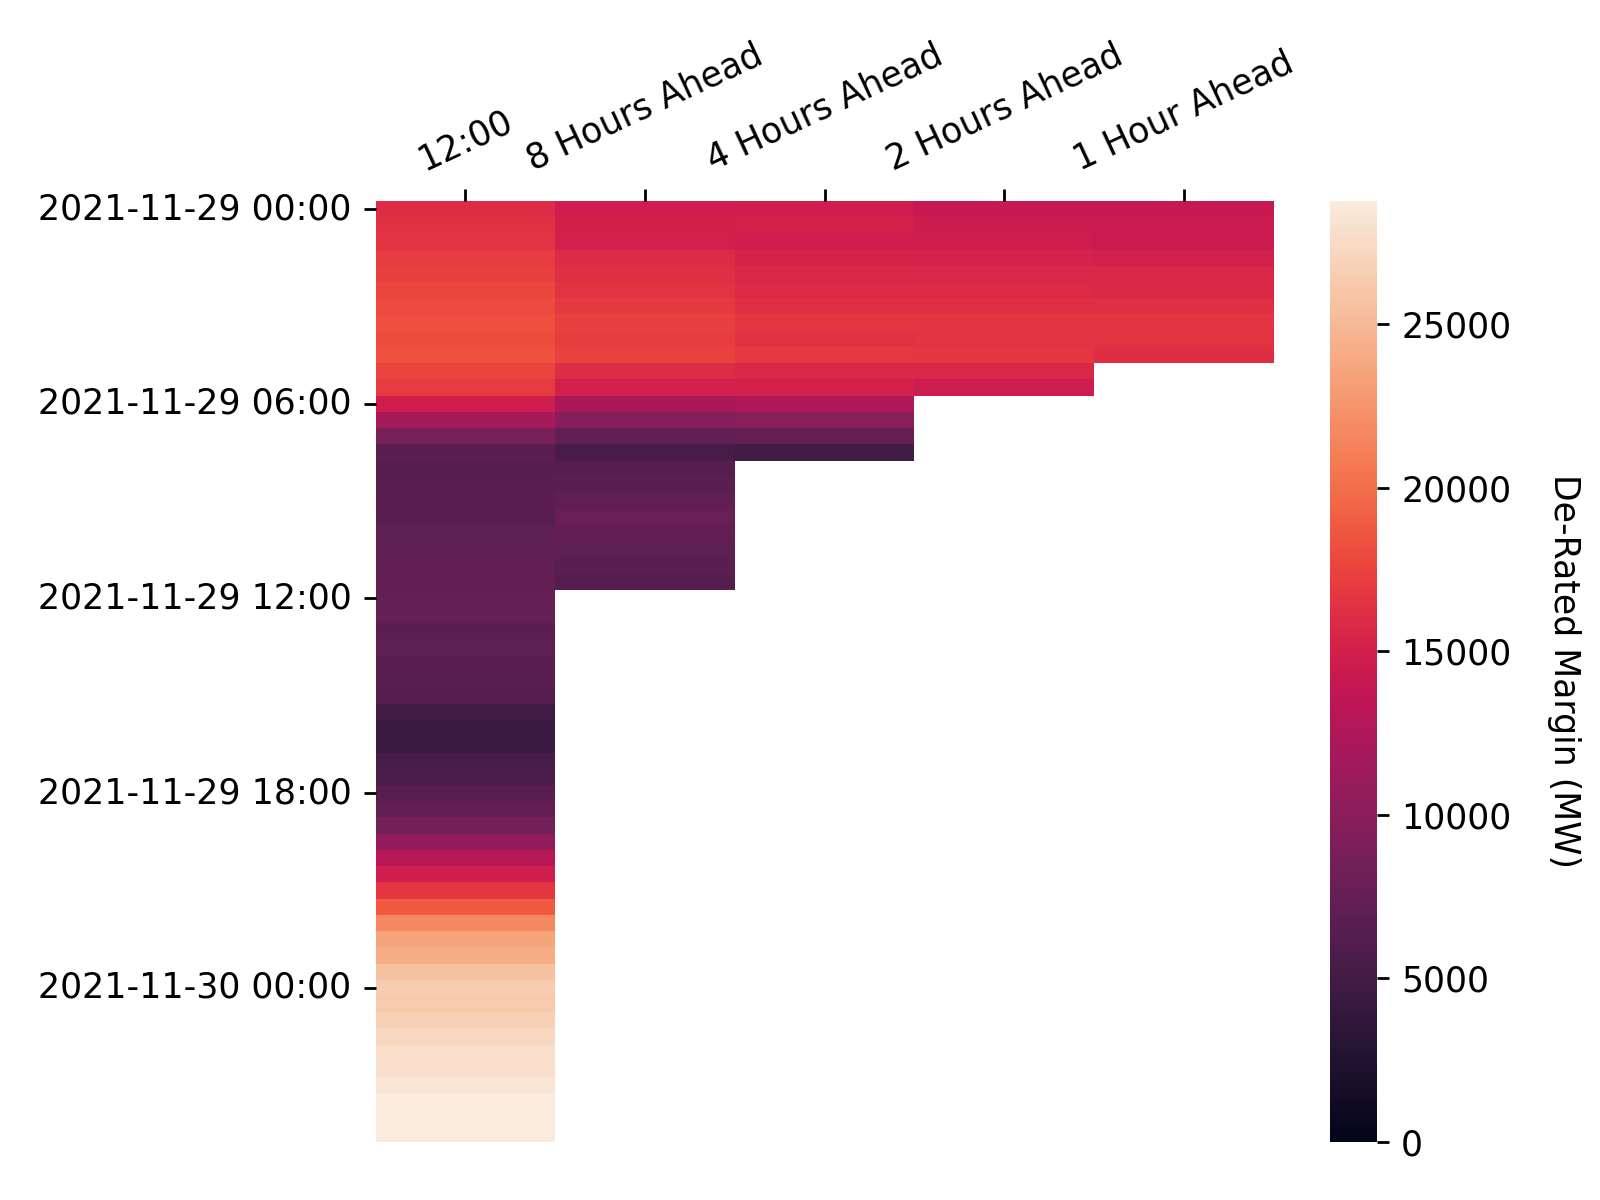 12:00
8 Hours Ahead
4 Hours Ahead
2 Hours Ahead
1 Hour Ahead
2021-11-29 00:00
2021-11-29 06:00
2021-11-29 12:00
2021-11-29 18:00
2021-11-30 00:00
25000
20000
15000
10000
5000
0
De-Rated Margin (MW)